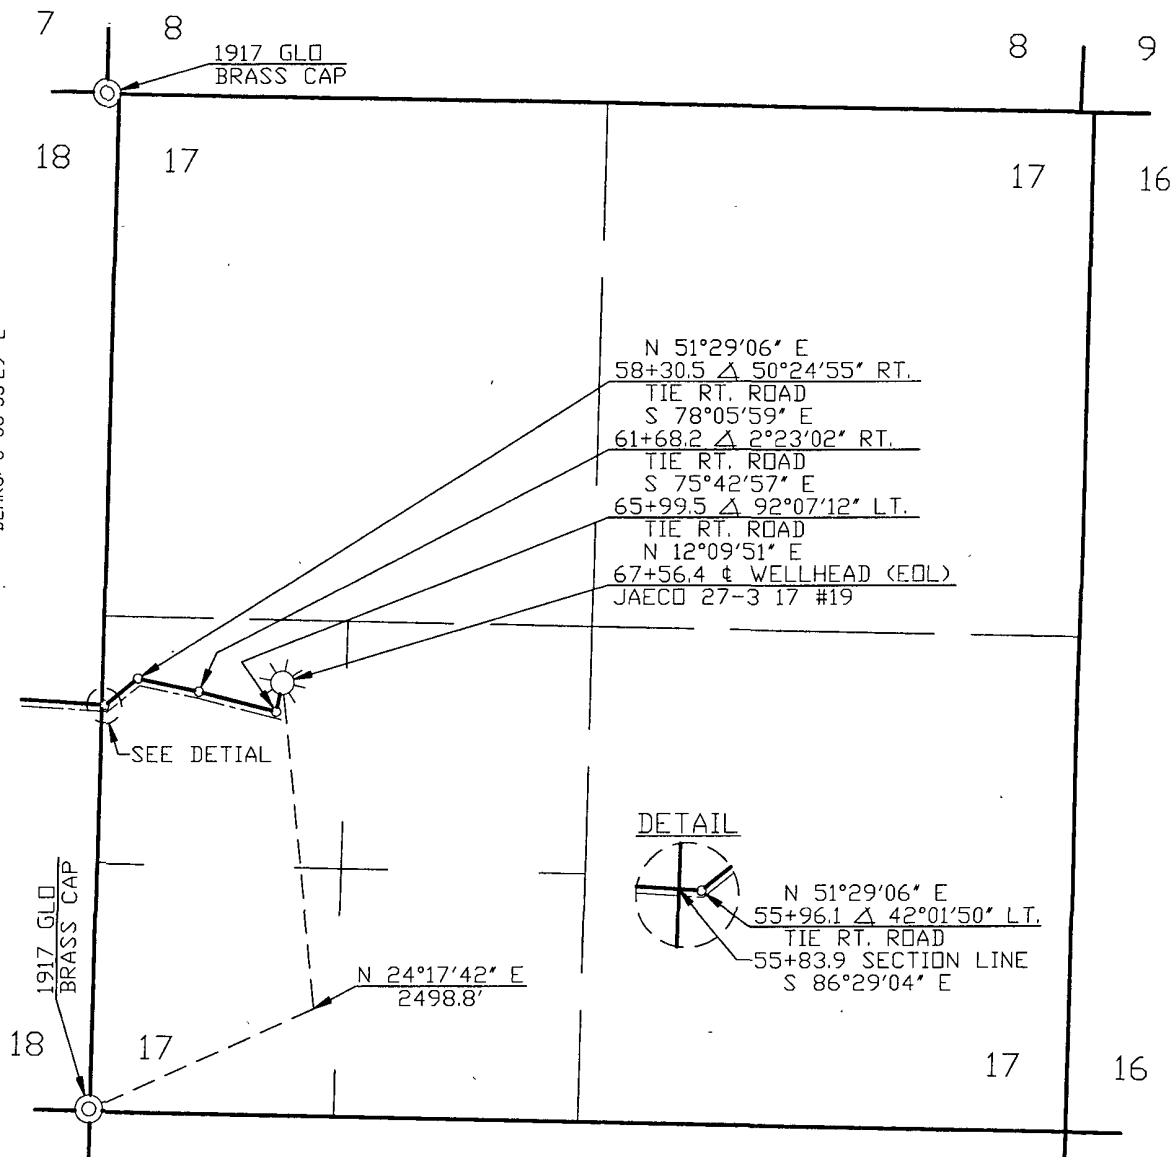 7
8
8
9
1917 GLO
BRASS CAP
18
17
17
16
N 51°29'06" E
58+30.5 ∆ 50°24'55" RT.
TIE RT. ROAD
S 78°05'59" E
61+68.2 ∆ 2°23'02" RT.
TIE RT. ROAD
S 75°42'57" E
65+99.5 ∆ 92°07'12" LT.
TIE RT. ROAD
N 12°09'51" E
67+56.4 ℄ WELLHEAD (EOL)
JAECO 27-3 17 #19
SEE DETIAL
DETAIL
N 51°29'06" E
55+96.1 ∆ 42°01'50" LT.
TIE RT. ROAD
55+83.9 SECTION LINE
S 86°29'04" E
1917 GLO
BRASS CAP
N 24°17'42" E
2498.8'
18
17
17
16